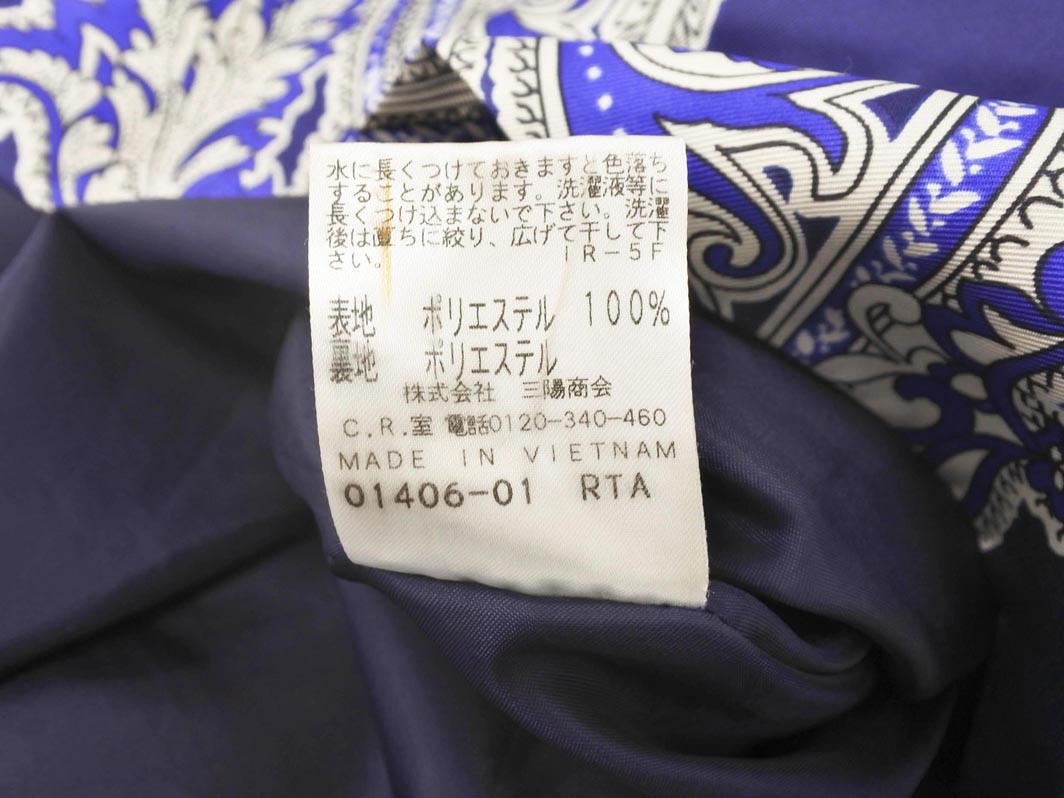 水に長くつけておきますと色落ち
することがあります。洗濯液等に
長くつけ込まないで下さい。洗濯
後は直ちに絞り、広げて干して下
さい。 IR-5F
表地 ポリエステル 100%
裏地 ポリエステル
株式会社 三陽商会
C.R.室 電話0120-340-460
MADE IN VIETNAM
01406-01 RTA